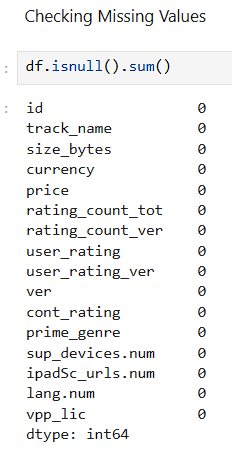 Checking Missing Values
: df.isnull().sum()
: id 0
track_name 0
size_bytes 0
currency 0
price 0
rating_count_tot 0
rating_count_ver 0
user_rating 0
user_rating_ver 0
ver 0
cont_rating 0
prime_genre 0
sup_devices.num 0
ipadSc_urls.num 0
lang.num 0
vpp_lic 0
dtype: int64